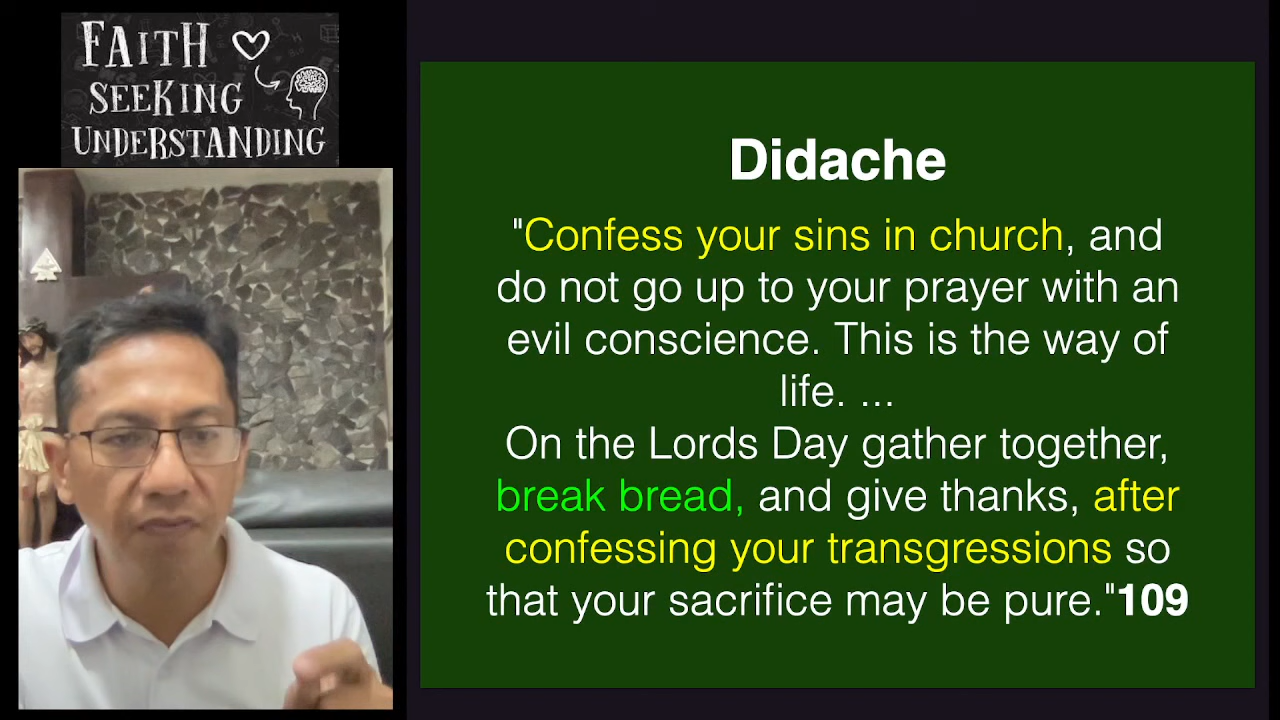 FAITH
SEEKING
UNDERSTANDING
Didache
"Confess your sins in church, and
do not go up to your prayer with an
evil conscience. This is the way of
life. ...
On the Lords Day gather together,
break bread, and give thanks, after
confessing your transgressions so
that your sacrifice may be pure."109